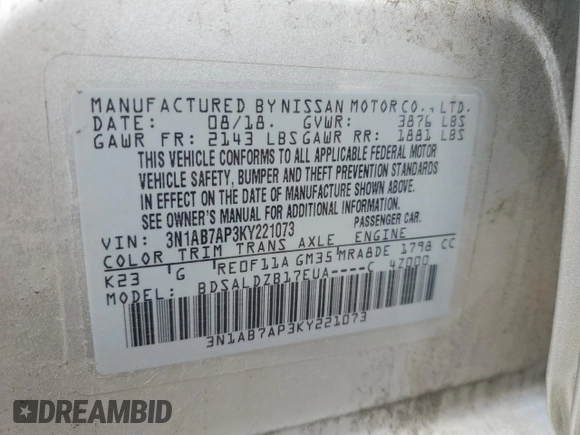 MANUFACTURED BY NISSAN MOTOR CO., LTD.
DATE: 08/18. GVWR: 3876 LBS
GAWR FR: 2143 LBS GAWR RR: 1881 LBS
THIS VEHICLE CONFORMS TO ALL APPLICABLE FEDERAL MOTOR
VEHICLE SAFETY, BUMPER AND THEFT PREVENTION STANDARDS
IN EFFECT ON THE DATE OF MANUFACTURE SHOWN ABOVE.
SEE OWNER'S MANUAL FOR ADDITIONAL INFORMATION.
VIN: 3N1AB7AP3KY221073 PASSENGER CAR.
COLOR TRIM TRANS AXLE ENGINE
K23 'G 'RE0F11A GM35 'MRA8DE 1798 CC
MODEL: BDSALDZB17EUA----C 4Z000
3N1AB7AP3KY221073
DREAMBID